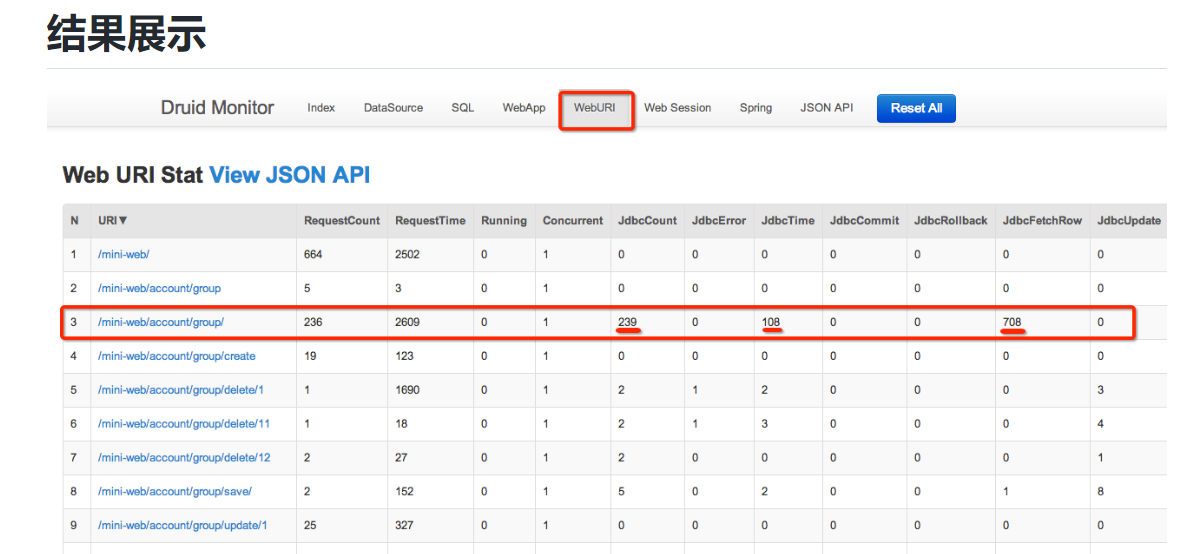 结果展示
Druid Monitor Index DataSource SQL WebApp WebURI Web Session Spring JSON API Reset All
Web URI Stat View JSON API
N URI▼ RequestCount RequestTime Running Concurrent JdbcCount JdbcError JdbcTime JdbcCommit JdbcRollback JdbcFetchRow JdbcUpdate
1 /mini-web/ 664 2502 0 1 0 0 0 0 0 0 0
2 /mini-web/account/group 5 3 0 1 0 0 0 0 0 0 0
3 /mini-web/account/group/ 236 2609 0 1 239 0 108 0 0 708 0
4 /mini-web/account/group/create 19 123 0 1 0 0 0 0 0 0 0
5 /mini-web/account/group/delete/1 1 1690 0 1 2 1 2 0 0 0 3
6 /mini-web/account/group/delete/11 1 18 0 1 2 1 3 0 0 0 4
7 /mini-web/account/group/delete/12 2 27 0 1 2 0 0 0 0 0 1
8 /mini-web/account/group/save/ 2 152 0 1 5 0 2 0 0 1 8
9 /mini-web/account/group/update/1 25 327 0 1 0 0 0 0 0 0 0